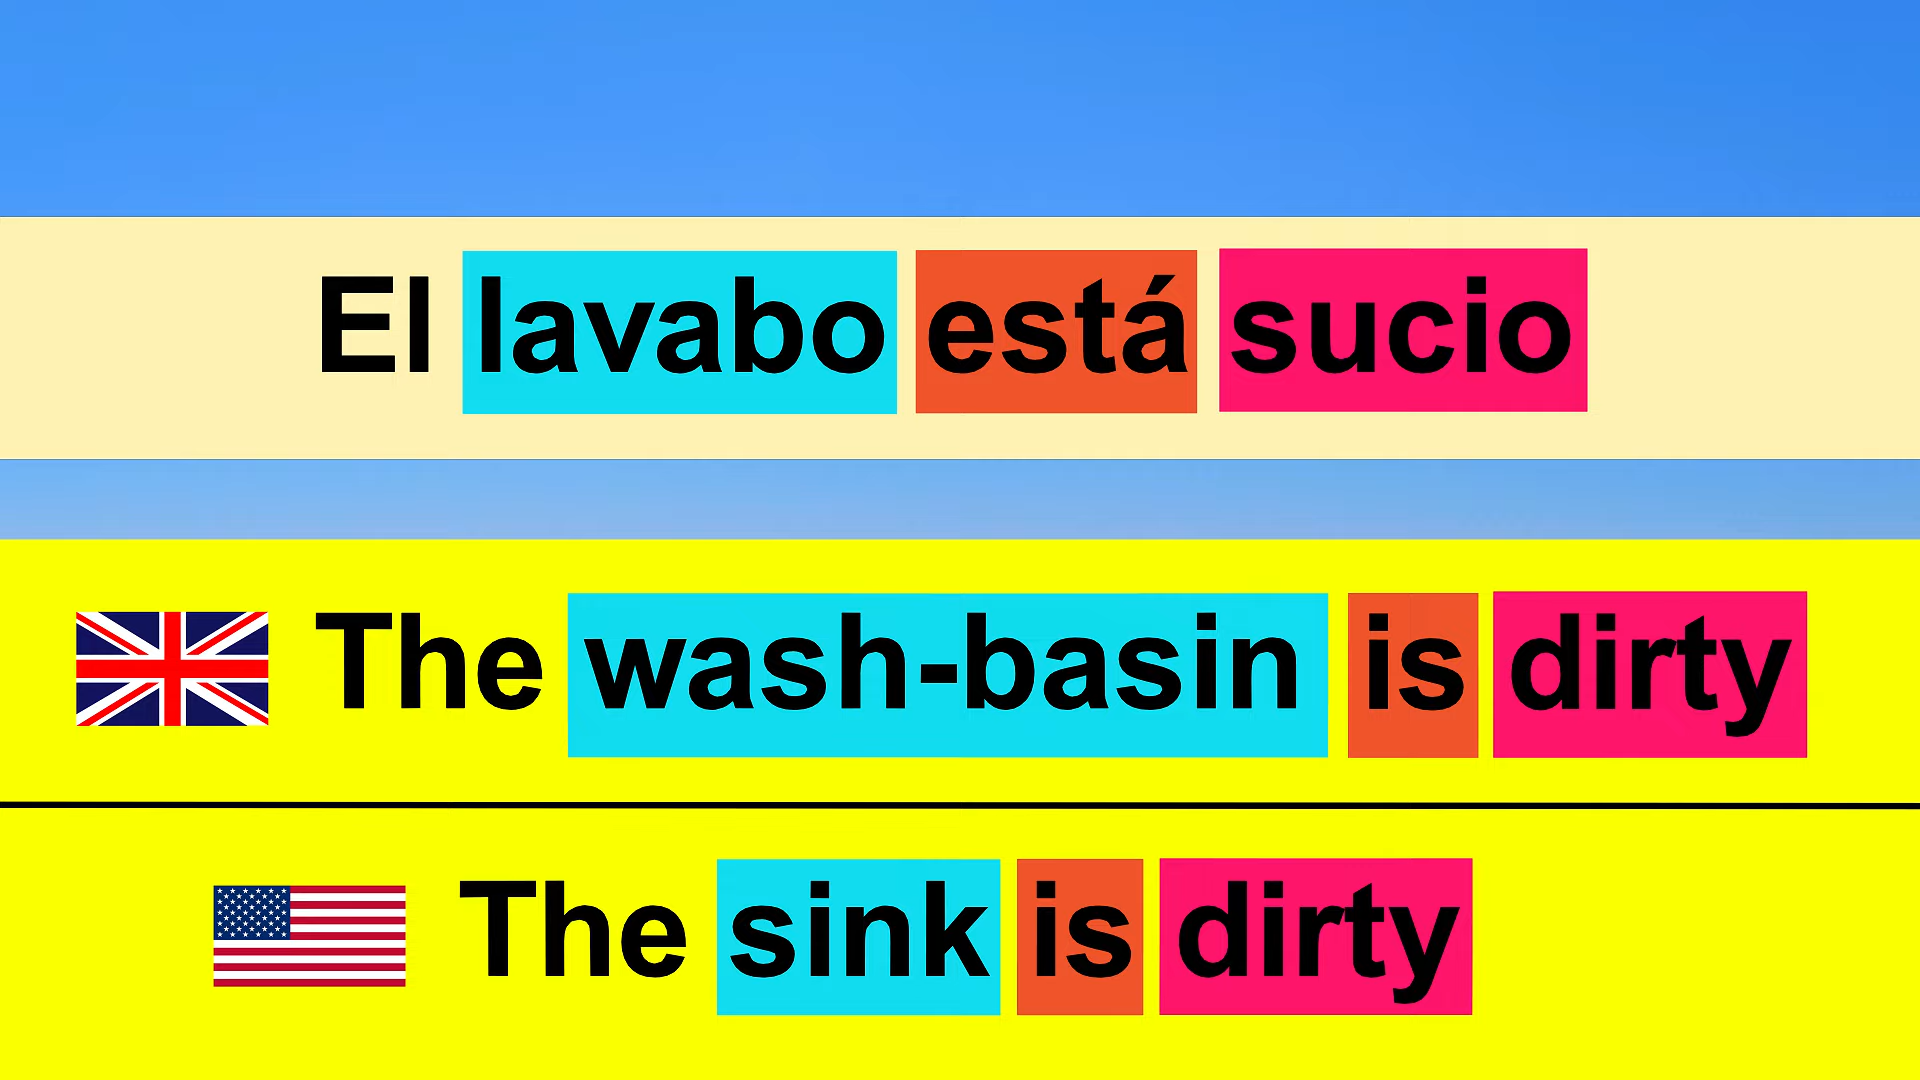 El lavabo está sucio
The wash-basin is dirty
The sink is dirty